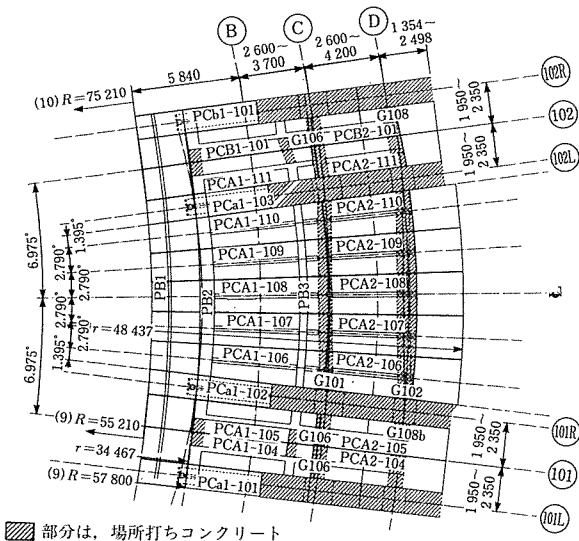 B
C
D
5 840
2 600~
3 700
2 600~
4 200
1 354~
2 498
(10) R=75 210
102R
102
102L
1 950~
2 350
1 950~
2 350
PCb1-101
G108
G106
PCB2-101
PCB1-101
PCA1-111
PCA2-111
PCa1-103
PCA1-110
PCA2-110
PCA1-109
PCA2-109
PCA1-108
PCA2-108
PCA1-107
PCA2-107
PCA1-106
PCA2-106
PB1
PB2
PB3
6.975°
1.395°
2.790°
2.790°
2.790°
2.790°
1.395°
6.975°
r=48 437
G101
G102
PCa1-102
G108b
PCA1-105
G106
PCA2-105
PCA1-104
PCA2-104
G106
PCa1-101
(9) R=55 210
r=34 467
(9) R=57 800
101R
101
101L
1 950~
2 350
1 950~
2 350
部分は,場所打ちコンクリート